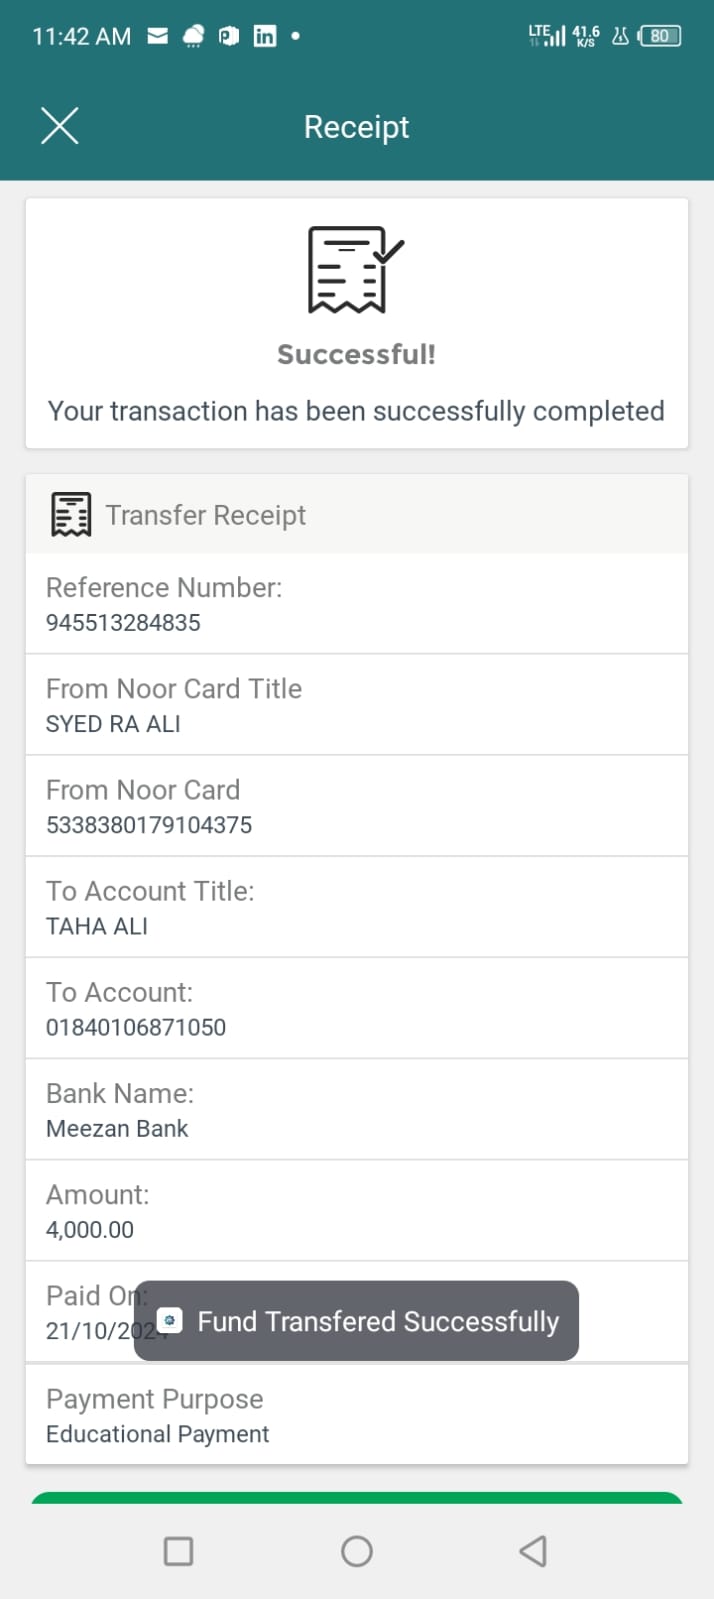 11:42 AM
LTE 41.6 K/S 80
Receipt
Successful!
Your transaction has been successfully completed
Transfer Receipt
Reference Number:
945513284835
From Noor Card Title
SYED RA ALI
From Noor Card
5338380179104375
To Account Title:
TAHA ALI
To Account:
01840106871050
Bank Name:
Meezan Bank
Amount:
4,000.00
Paid On:
21/10/2024
Fund Transfered Successfully
Payment Purpose
Educational Payment